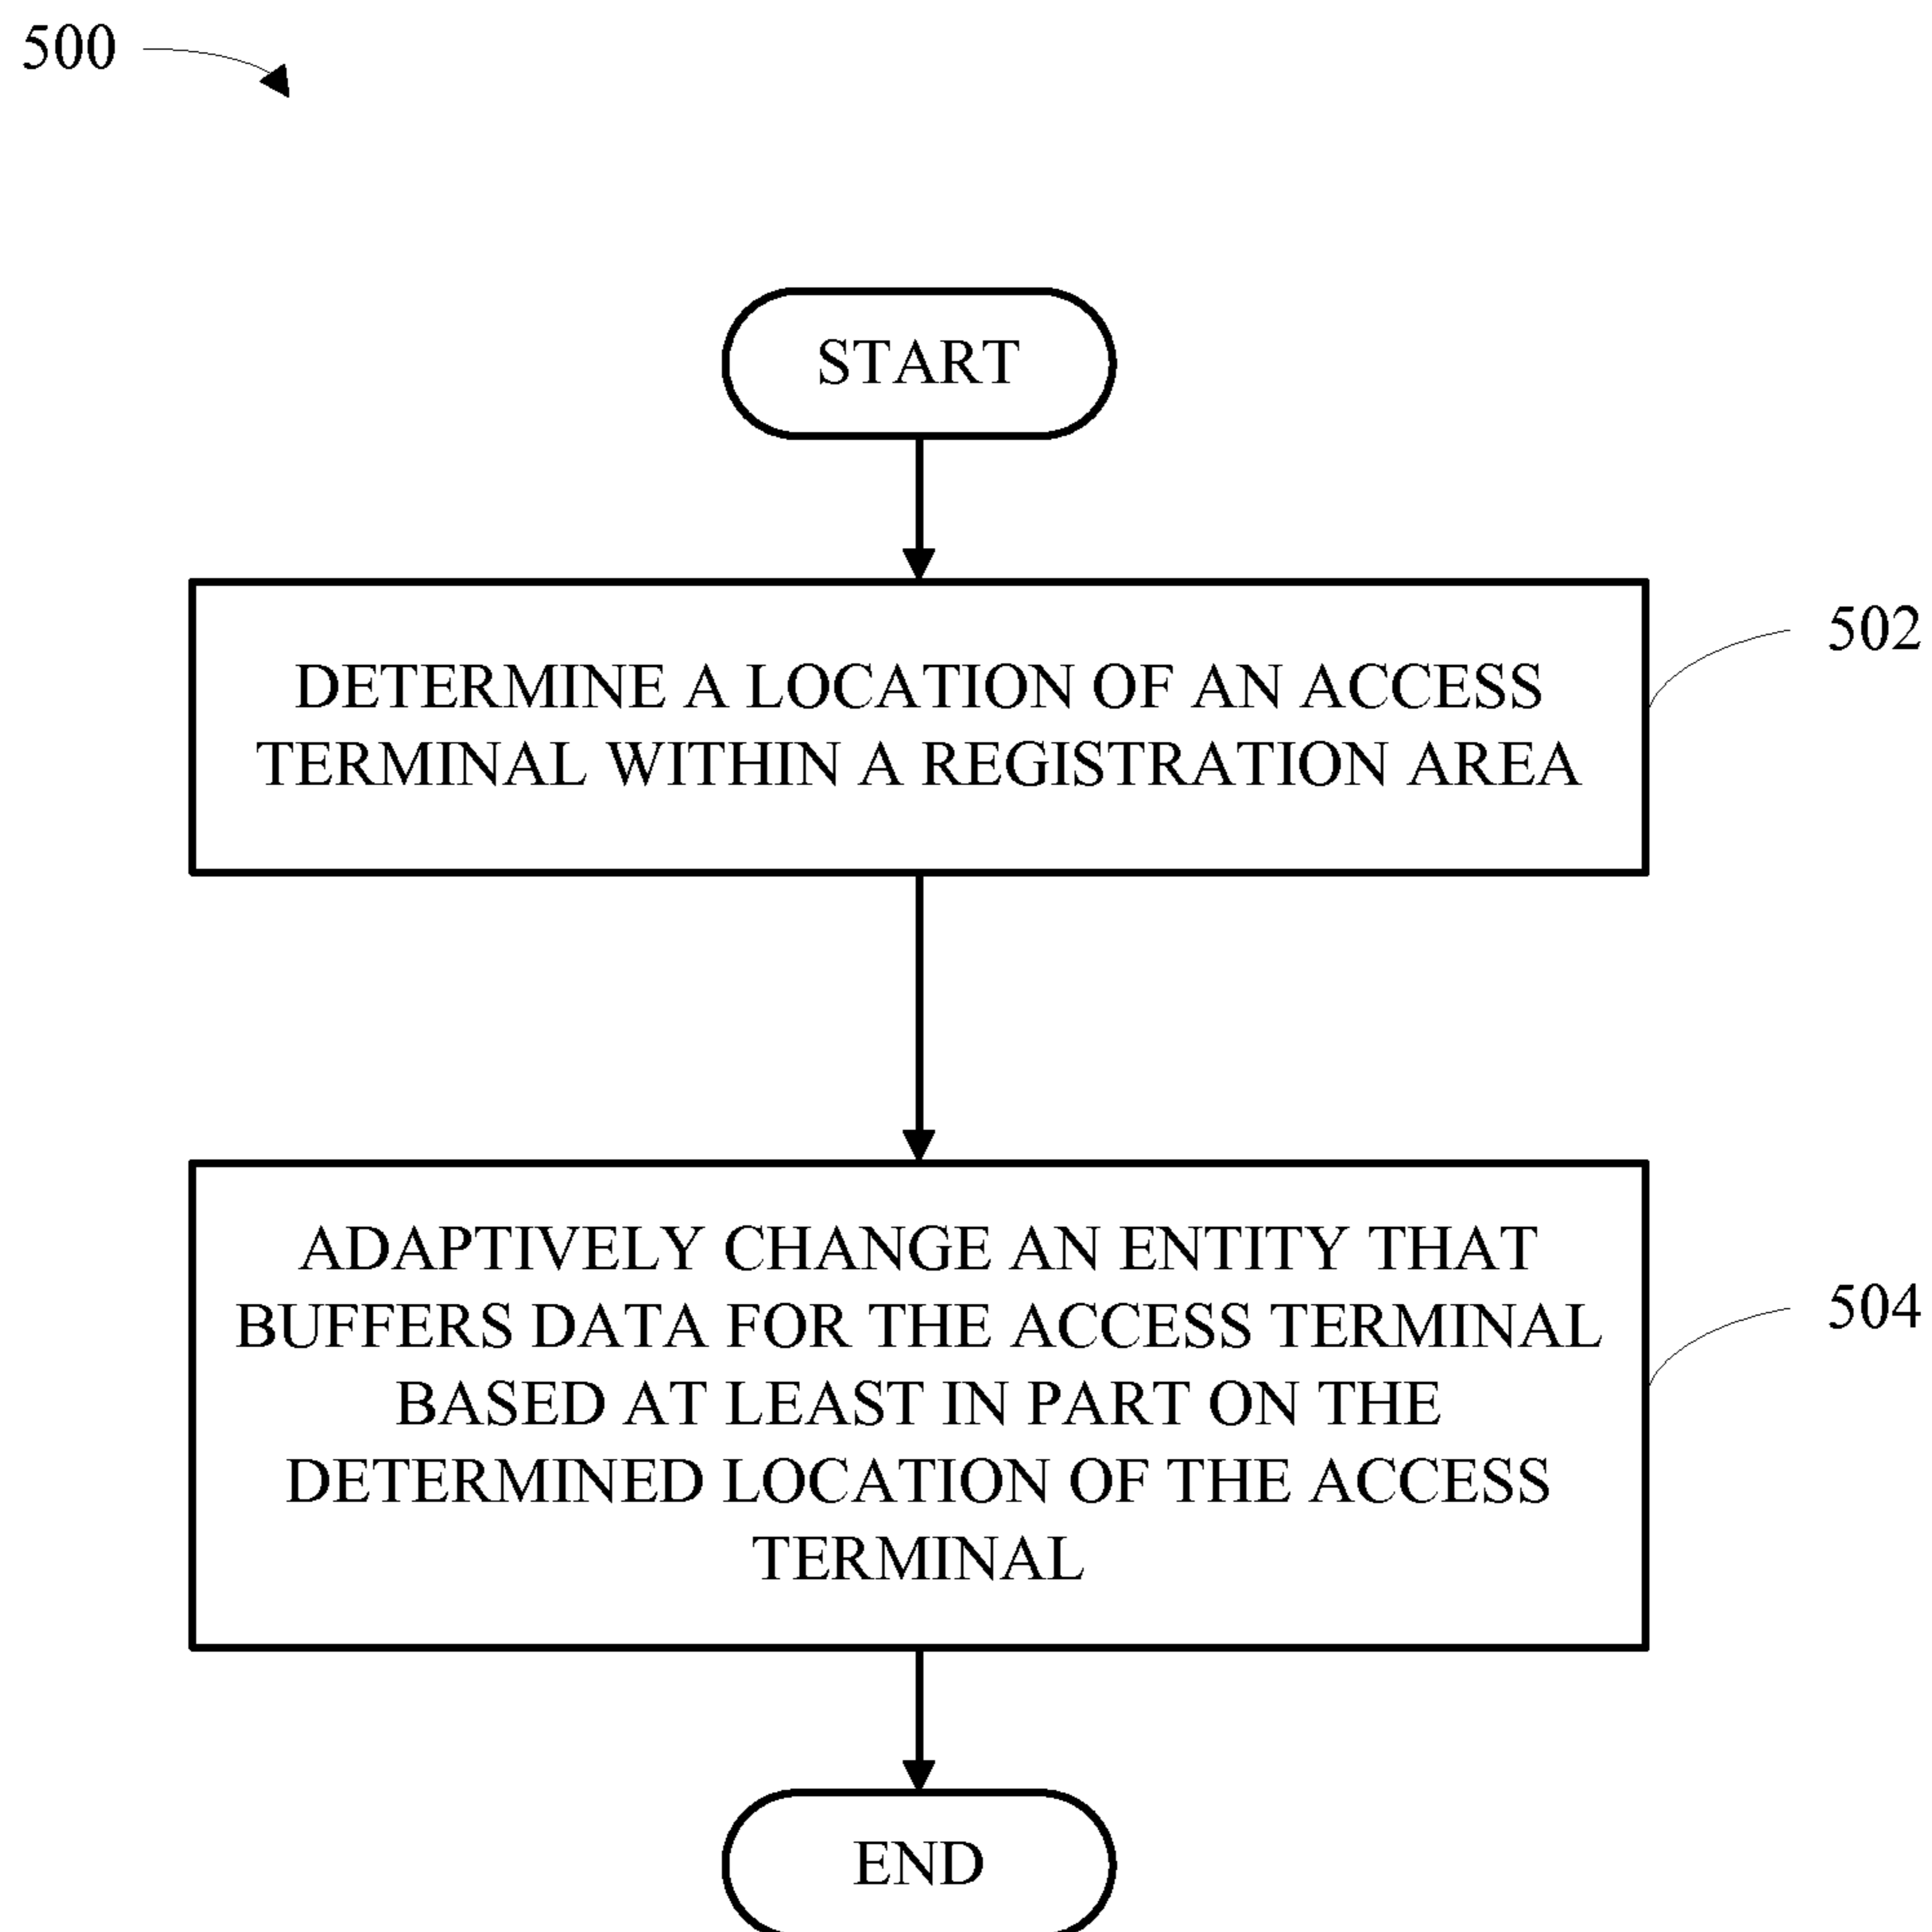 500
START
DETERMINE A LOCATION OF AN ACCESS
TERMINAL WITHIN A REGISTRATION AREA
502
ADAPTIVELY CHANGE AN ENTITY THAT
BUFFERS DATA FOR THE ACCESS TERMINAL
BASED AT LEAST IN PART ON THE
DETERMINED LOCATION OF THE ACCESS
TERMINAL
504
END